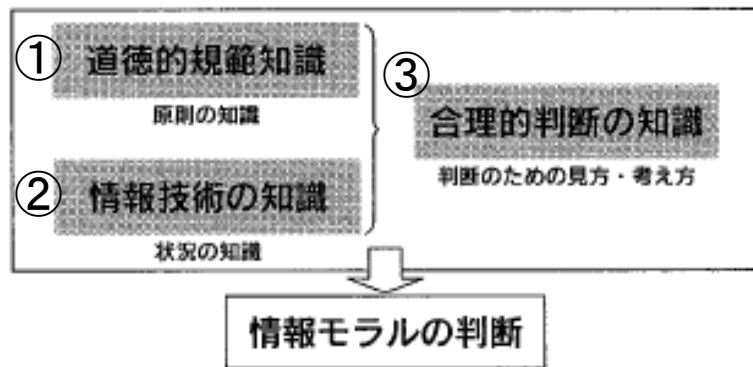 ① 道徳的規範知識
原則の知識
② 情報技術の知識
状況の知識
③ 合理的判断の知識
判断のための見方・考え方
情報モラルの判断